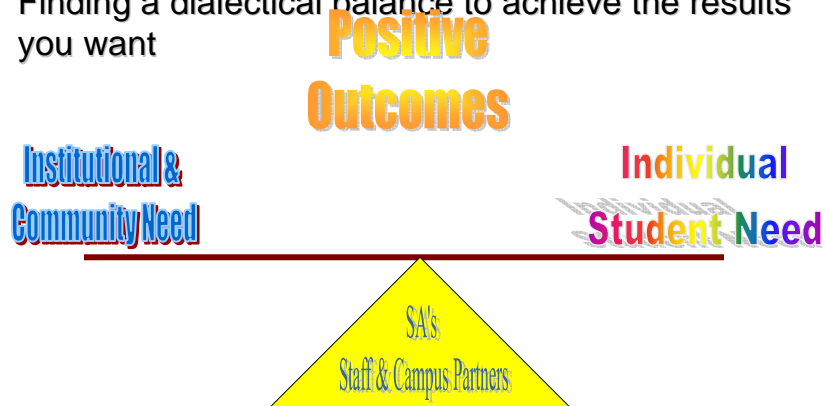 Finding a dialectical balance to achieve the results
you want
Positive
Outcomes
Institutional &
Community Need
Individual
Student Need
SA's
Staff & Campus Partners